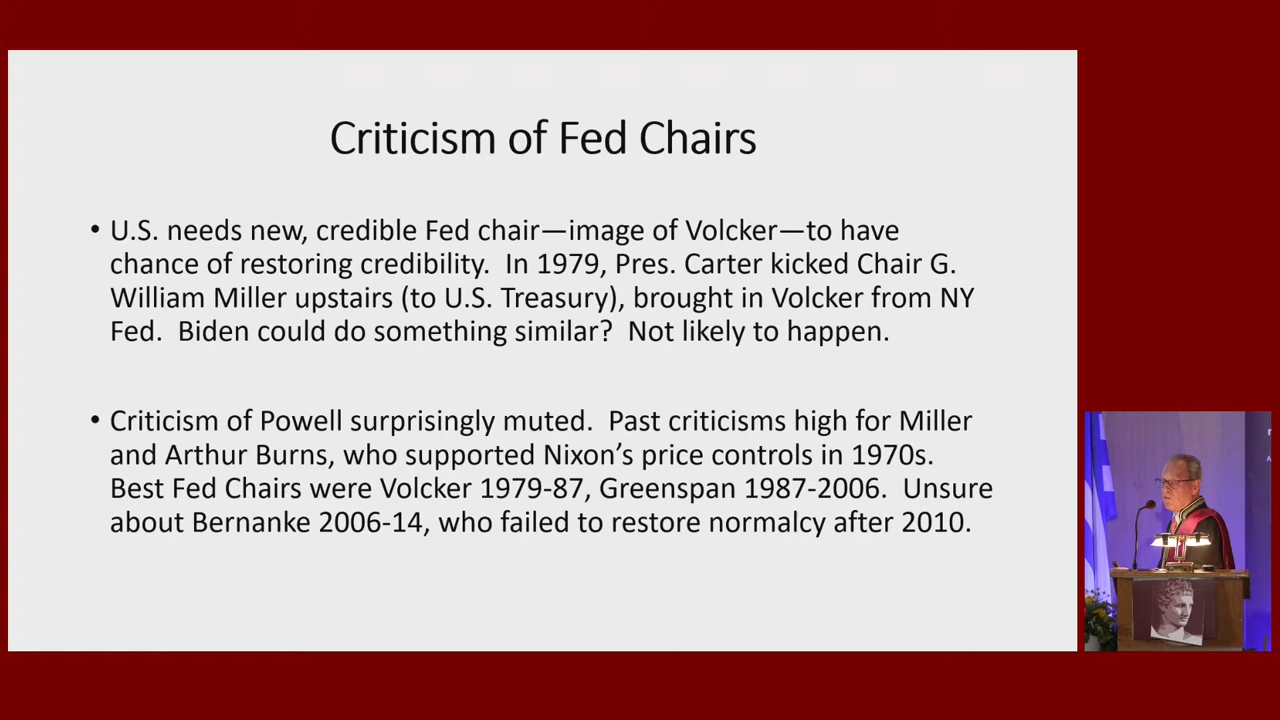 Criticism of Fed Chairs
• U.S. needs new, credible Fed chair—image of Volcker—to have
chance of restoring credibility.  In 1979, Pres. Carter kicked Chair G.
William Miller upstairs (to U.S. Treasury), brought in Volcker from NY
Fed.  Biden could do something similar?  Not likely to happen.
• Criticism of Powell surprisingly muted.  Past criticisms high for Miller
and Arthur Burns, who supported Nixon’s price controls in 1970s.
Best Fed Chairs were Volcker 1979-87, Greenspan 1987-2006.  Unsure
about Bernanke 2006-14, who failed to restore normalcy after 2010.